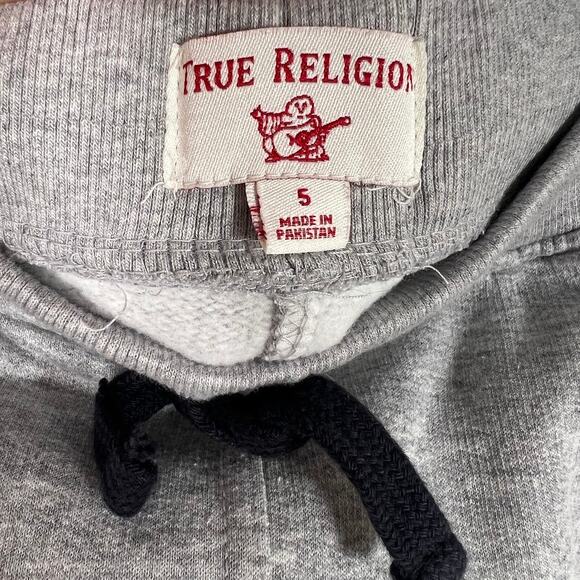 TRUE RELIGION
5
MADE IN
PAKISTAN